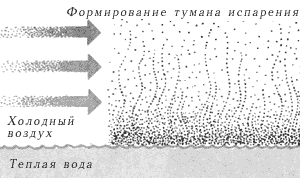 Формирование тумана испарения
Холодный
воздух
Теплая вода